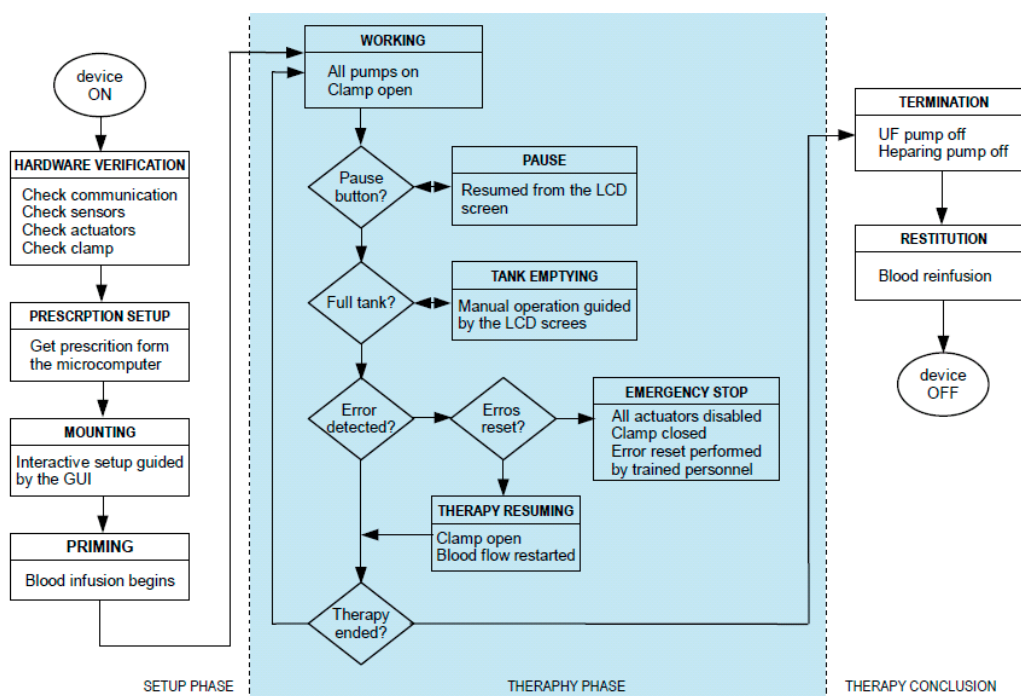 device
ON
HARDWARE VERIFICATION
Check communication
Check sensors
Check actuators
Check clamp
PRESCRPTION SETUP
Get prescrition form
the microcomputer
MOUNTING
Interactive setup guided
by the GUI
PRIMING
Blood infusion begins
SETUP PHASE
WORKING
All pumps on
Clamp open
Pause
button?
PAUSE
Resumed from the LCD
screen
Full tank?
TANK EMPTYING
Manual operation guided
by the LCD screes
Error
detected?
Erros
reset?
EMERGENCY STOP
All actuators disabled
Clamp closed
Error reset performed
by trained personnel
THERAPY RESUMING
Clamp open
Blood flow restarted
Therapy
ended?
THERAPHY PHASE
TERMINATION
UF pump off
Heparing pump off
RESTITUTION
Blood reinfusion
device
OFF
THERAPY CONCLUSION